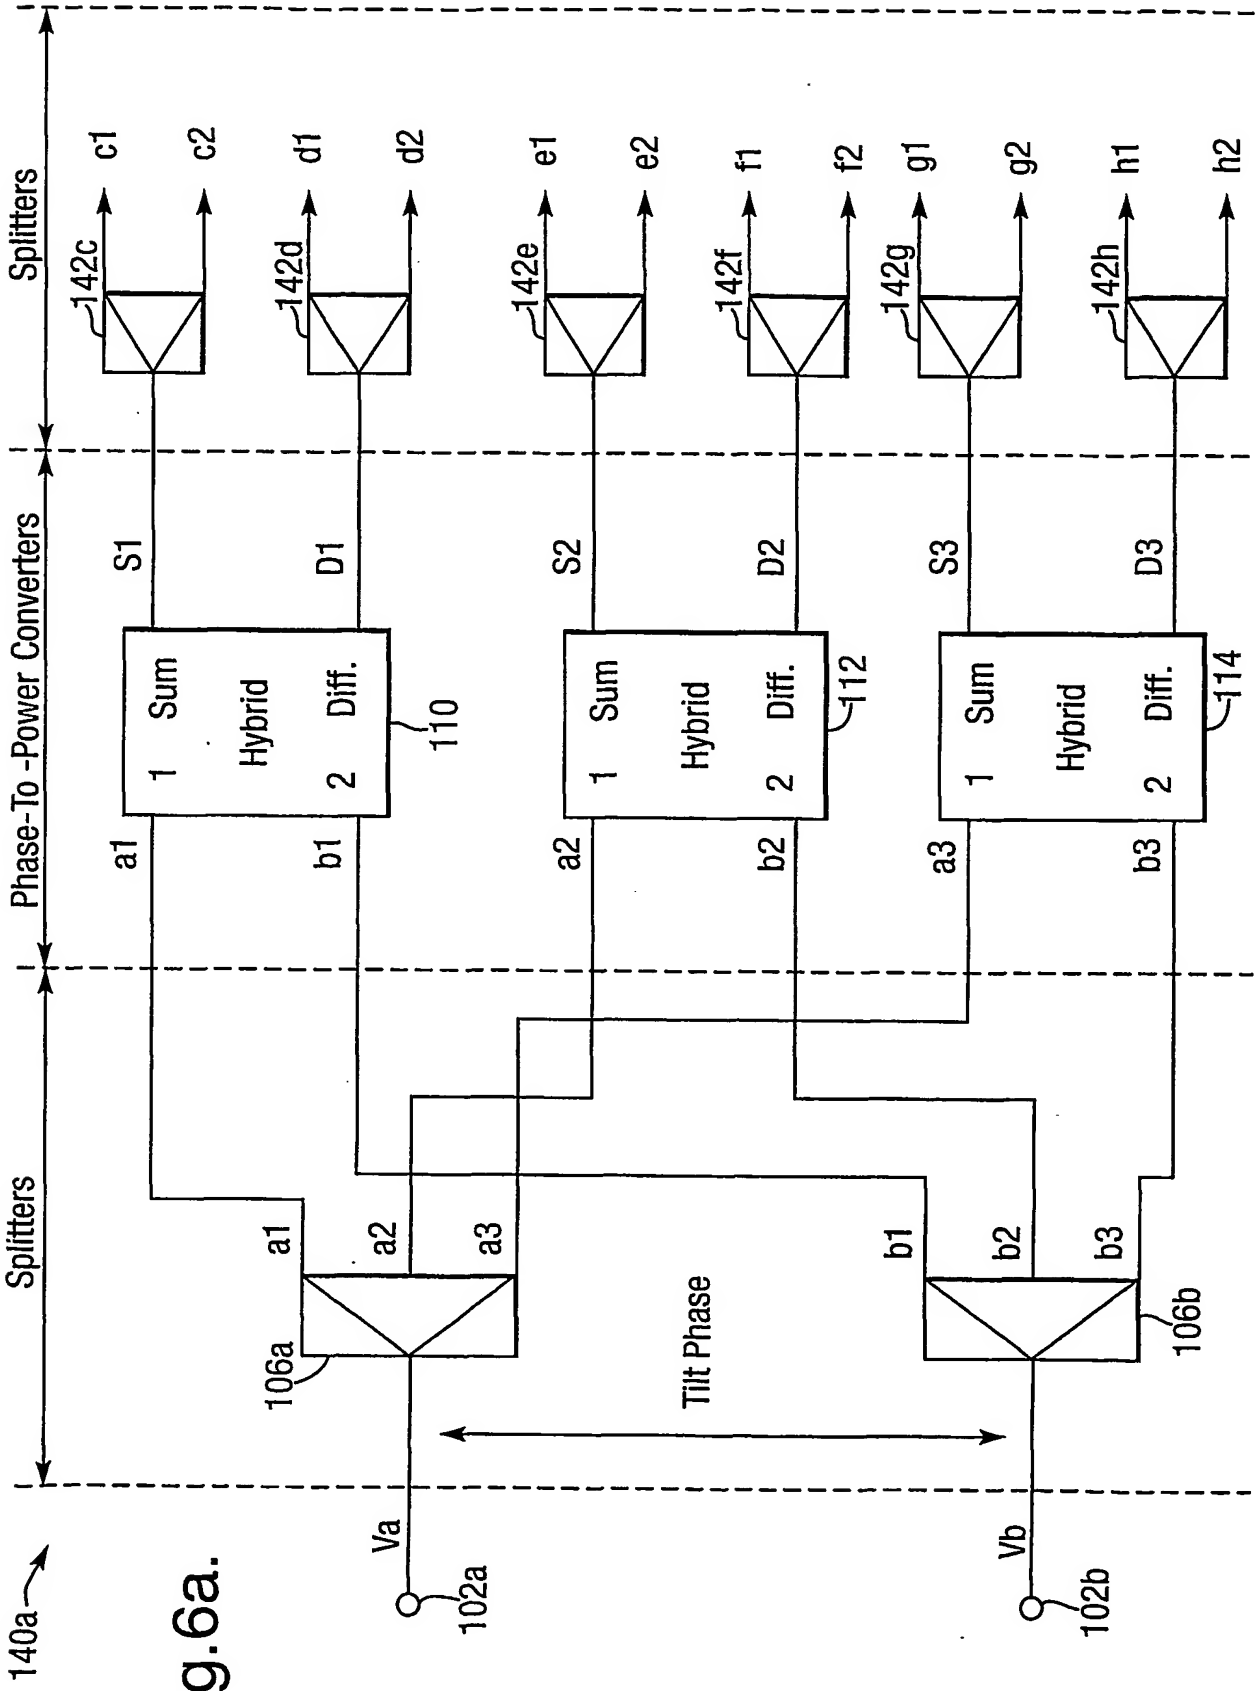 140a
g.6a.
Splitters
Phase-To -Power Converters
Splitters
102a
Va
102b
Vb
106a
106b
Tilt Phase
a1
a2
a3
b1
b2
b3
a1
b1
a2
b2
a3
b3
1 Sum
Hybrid
2 Diff.
110
1 Sum
Hybrid
2 Diff.
112
1 Sum
Hybrid
2 Diff.
114
S1
D1
S2
D2
S3
D3
142c
142d
142e
142f
142g
142h
c1
c2
d1
d2
e1
e2
f1
f2
g1
g2
h1
h2